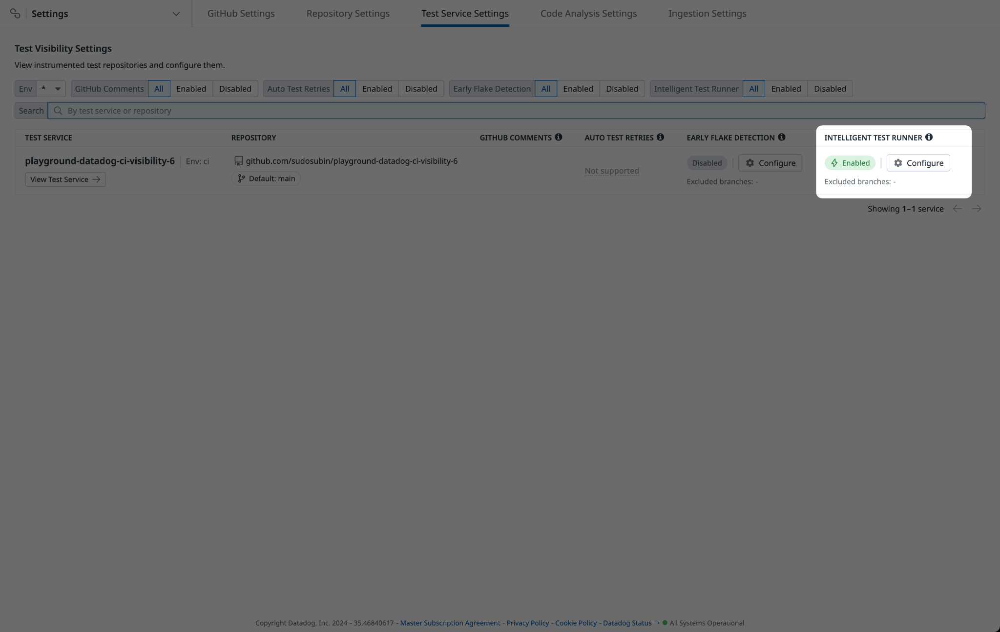 Settings
GitHub Settings
Repository Settings
Test Service Settings
Code Analysis Settings
Ingestion Settings
Test Visibility Settings
View instrumented test repositories and configure them.
Env * GitHub Comments All Enabled Disabled Auto Test Retries All Enabled Disabled Early Flake Detection All Enabled Disabled Intelligent Test Runner All Enabled Disabled
Search By test service or repository
TEST SERVICE REPOSITORY GITHUB COMMENTS AUTO TEST RETRIES EARLY FLAKE DETECTION INTELLIGENT TEST RUNNER
playground-datadog-ci-visibility-6 Env: ci
View Test Service →
github.com/sudosubin/playground-datadog-ci-visibility-6
Default: main
Not supported
Disabled Configure
Excluded branches: -
Enabled Configure
Excluded branches: -
Showing 1–1 service ← →
Copyright Datadog, Inc. 2024 - 35.46840617 - Master Subscription Agreement - Privacy Policy - Cookie Policy - Datadog Status → All Systems Operational